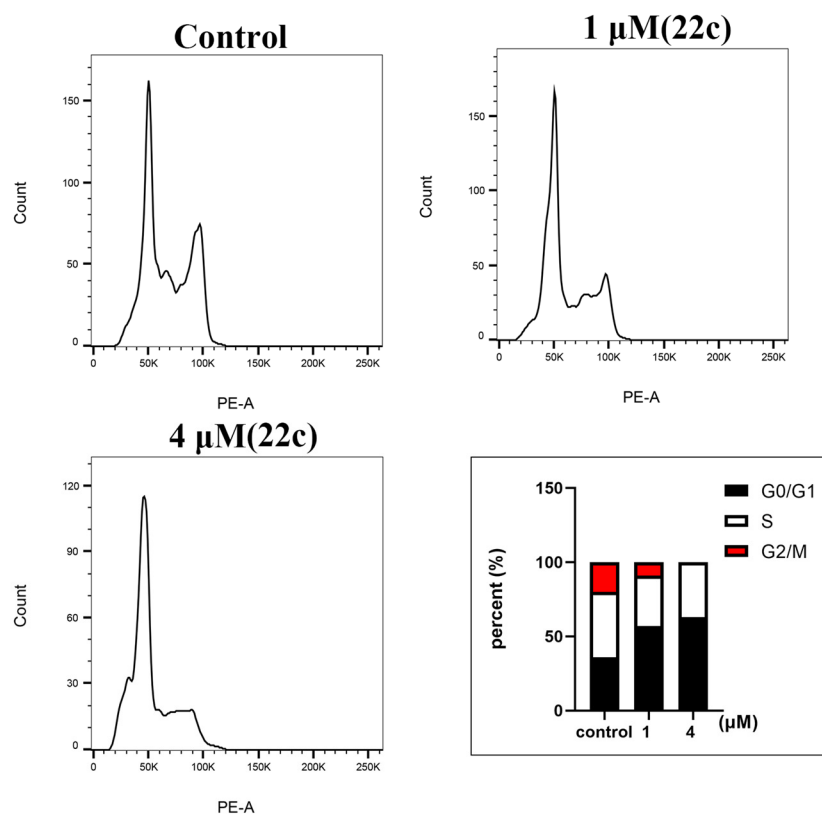 Control
150
100
50
0
Count
0
50K
100K
150K
200K
250K
PE-A
1 μM(22c)
150
100
50
0
Count
0
50K
100K
150K
200K
250K
PE-A
4 μM(22c)
120
90
60
30
0
Count
0
50K
100K
150K
200K
250K
PE-A
150
100
50
0
percent (%)
G0/G1
S
G2/M
control
1
4
(μM)